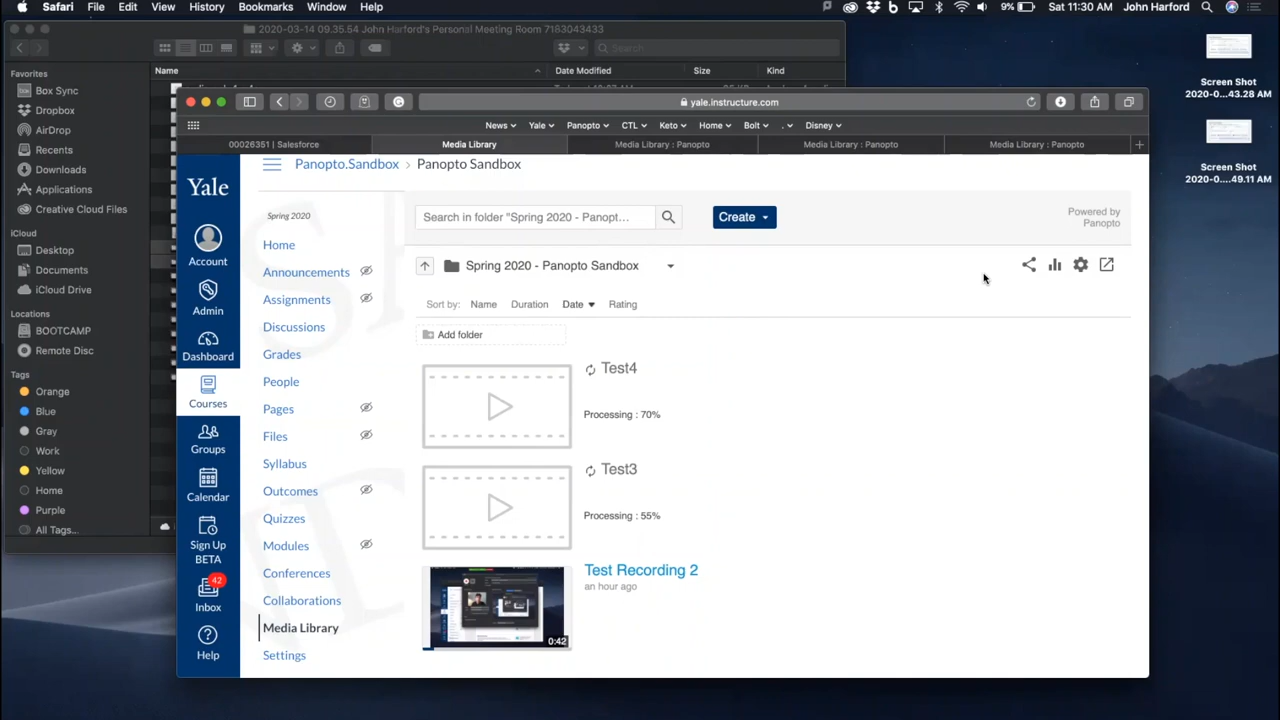 Safari File Edit View History Bookmarks Window Help 9% Sat 11:30 AM John Harford
2020-03-14 09.35.54 John Harford's Personal Meeting Room 7183043433
Search
Favorites
Box Sync
Dropbox
AirDrop
Recents
Downloads
Applications
Creative Cloud Files
iCloud
Desktop
Documents
iCloud Drive
Locations
BOOTCAMP
Remote Disc
Tags
Orange
Blue
Gray
Work
Yellow
Home
Purple
All Tags...
Name Date Modified Size Kind
yale.instructure.com
News Yale Panopto CTL Keto Home Bolt . Disney
00026351 | Salesforce Media Library Media Library : Panopto Media Library : Panopto Media Library : Panopto
Yale
Account
Admin
Dashboard
Courses
Groups
Calendar
Sign Up
BETA
42
Inbox
Help
Panopto.Sandbox > Panopto Sandbox
Spring 2020
Home
Announcements
Assignments
Discussions
Grades
People
Pages
Files
Syllabus
Outcomes
Quizzes
Modules
Conferences
Collaborations
Media Library
Settings
Search in folder "Spring 2020 - Panopt...
Create
Powered by
Panopto
Spring 2020 - Panopto Sandbox
Sort by: Name Duration Date Rating
Add folder
Test4
Processing : 70%
Test3
Processing : 55%
Test Recording 2
an hour ago
0:42
Screen Shot
2020-0...43.28 AM
Screen Shot
2020-0...49.11 AM